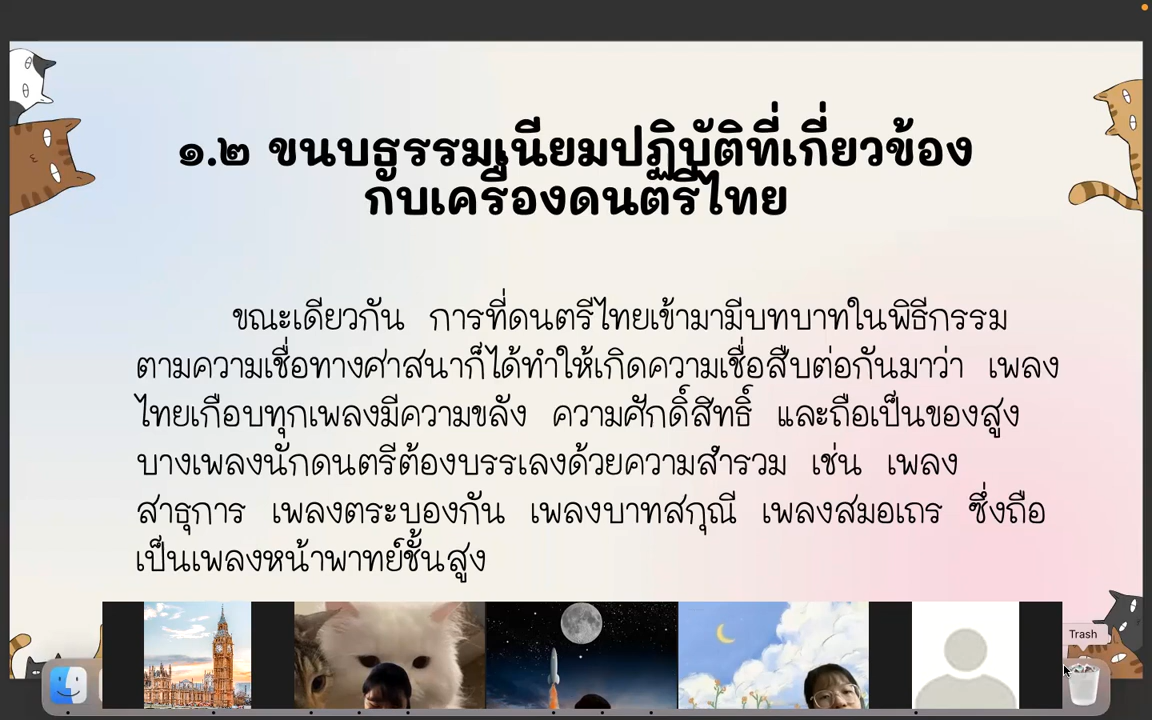 ๑.๒ ขนบธรรมเนียมปฏิบัติที่เกี่ยวข้อง
กับเครื่องดนตรีไทย
ขณะเดียวกัน การที่ดนตรีไทยเข้ามามีบทบาทในพิธีกรรม
ตามความเชื่อทางศาสนาก็ได้ทำให้เกิดความเชื่อสืบต่อกันมาว่า เพลง
ไทยเกือบทุกเพลงมีความขลัง ความศักดิ์สิทธิ์ และถือเป็นของสูง
บางเพลงนักดนตรีต้องบรรเลงด้วยความสำรวม เช่น เพลง
สาธุการ เพลงตระบองกัน เพลงบาทสกุณี เพลงสมอเถร ซึ่งถือ
เป็นเพลงหน้าพาทย์ชั้นสูง
Trash